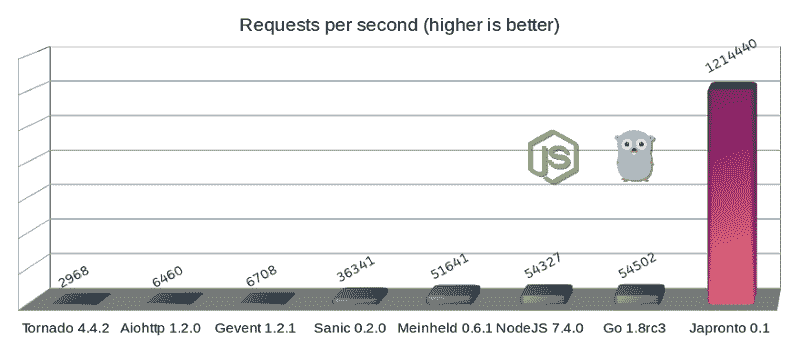 Requests per second (higher is better)
1214440
JS
2968
6460
6708
36341
51641
54327
54502
Tornado 4.4.2
Aiohttp 1.2.0
Gevent 1.2.1
Sanic 0.2.0
Meinheld 0.6.1
NodeJS 7.4.0
Go 1.8rc3
Japronto 0.1